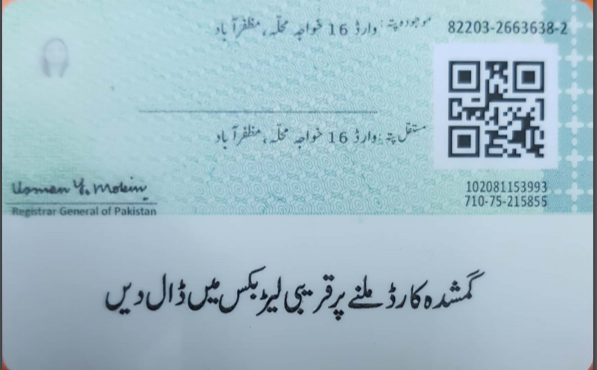 82203-2663638-2
موجودہ پتہ: وارڈ 16 خواجہ محلہ، مظفرآباد
مستقل پتہ: وارڈ 16 خواجہ محلہ، مظفرآباد
102081153993
710-75-215855
Usman Y. Mobin
Registrar General of Pakistan
گمشدہ کارڈ ملنے پر قریبی لیٹر بکس میں ڈال دیں